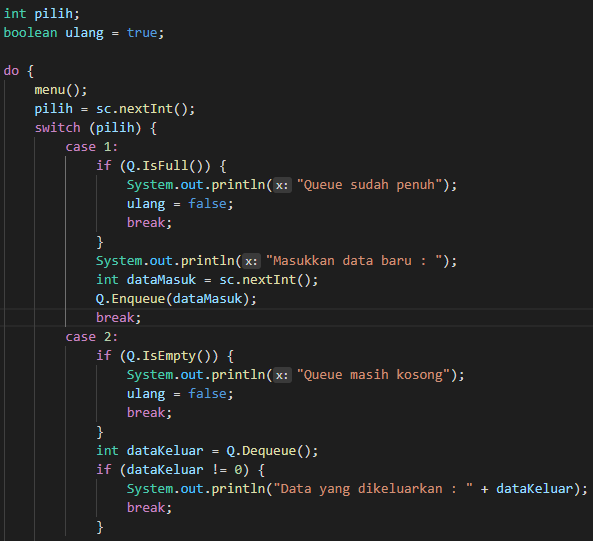 int pilih;
boolean ulang = true;
do {
menu();
pilih = sc.nextInt();
switch (pilih) {
case 1:
if (Q.IsFull()) {
System.out.println(x: "Queue sudah penuh");
ulang = false;
break;
}
System.out.println(x: "Masukkan data baru : ");
int dataMasuk = sc.nextInt();
Q.Enqueue(dataMasuk);
break;
case 2:
if (Q.IsEmpty()) {
System.out.println(x: "Queue masih kosong");
ulang = false;
break;
}
int dataKeluar = Q.Dequeue();
if (dataKeluar != 0) {
System.out.println("Data yang dikeluarkan : " + dataKeluar);
break;
}